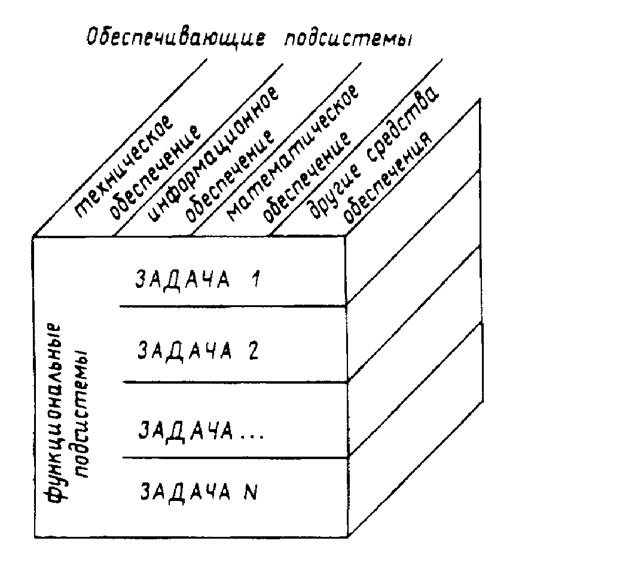 Обеспечивающие подсистемы
техническое
обеспечение
информационное
обеспечение
математическое
обеспечение
другие средства
обеспечения
функциональные
подсистемы
ЗАДАЧА 1
ЗАДАЧА 2
ЗАДАЧА...
ЗАДАЧА N